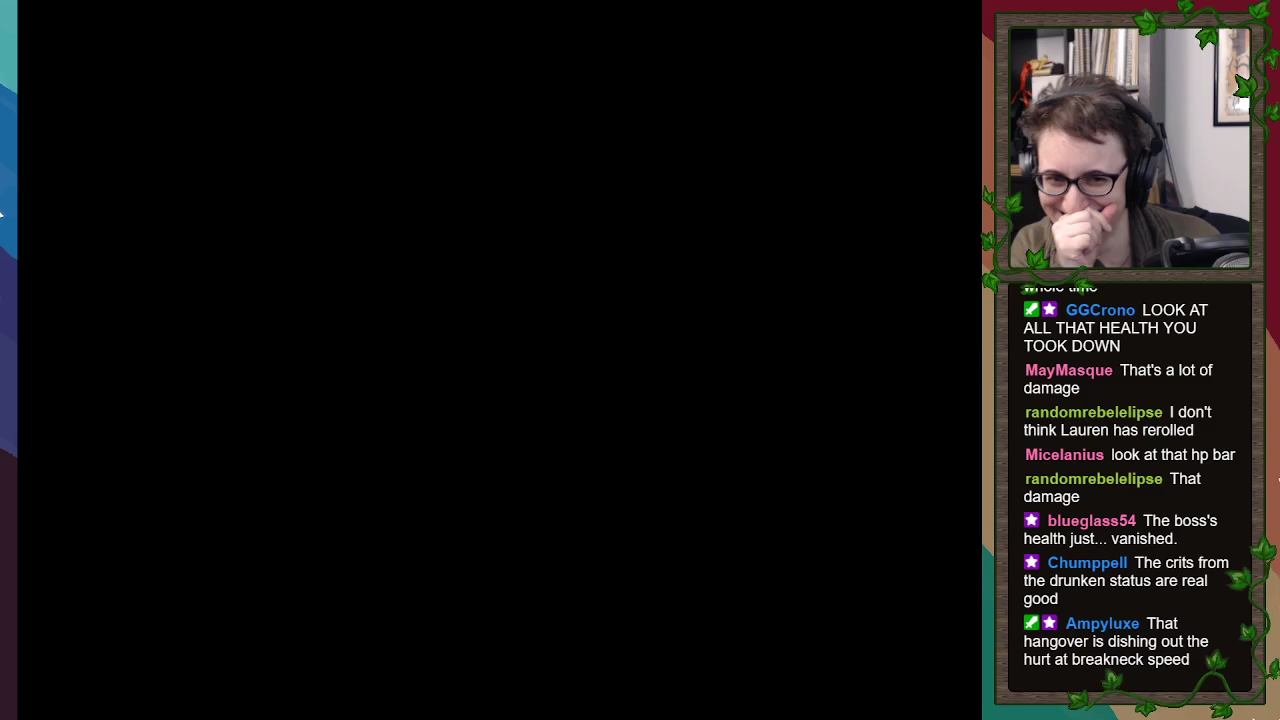 whole time
GGCrono LOOK AT
ALL THAT HEALTH YOU
TOOK DOWN
MayMasque That's a lot of
damage
randomrebelelipse I don't
think Lauren has rerolled
Micelanius look at that hp bar
randomrebelelipse That
damage
blueglass54 The boss's
health just... vanished.
Chumppell The crits from
the drunken status are real
good
Ampyluxe That
hangover is dishing out the
hurt at breakneck speed